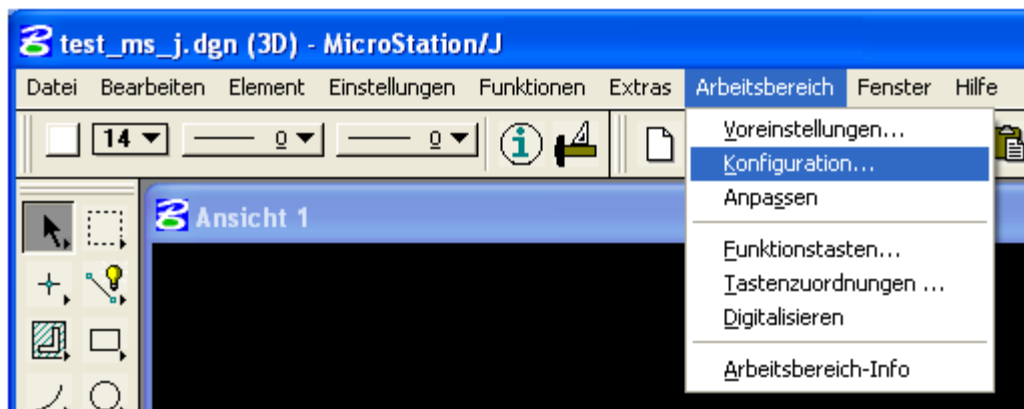 test_ms_j.dgn (3D) - MicroStation/J
Datei Bearbeiten Element Einstellungen Funktionen Extras Arbeitsbereich Fenster Hilfe
14 0 0
Voreinstellungen...
Konfiguration...
Anpassen
Ansicht 1
Funktionstasten...
Tastenzuordnungen ...
Digitalisieren
Arbeitsbereich-Info